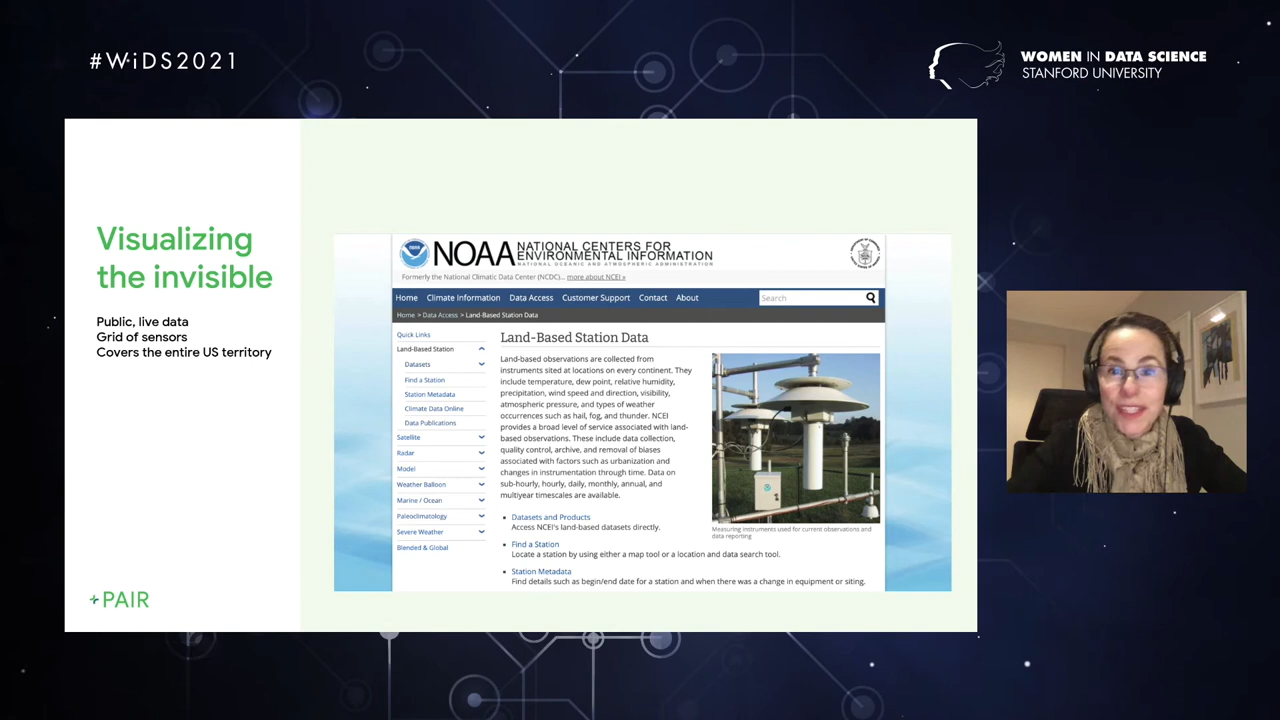 #WiDS2021
WOMEN IN DATA SCIENCE
STANFORD UNIVERSITY
Visualizing
the invisible
Public, live data
Grid of sensors
Covers the entire US territory
+PAIR
NOAA NATIONAL CENTERS FOR
ENVIRONMENTAL INFORMATION
NATIONAL OCEANIC AND ATMOSPHERIC ADMINISTRATION
Formerly the National Climatic Data Center (NCDC)... more about NCEI »
Home Climate Information Data Access Customer Support Contact About Search
Home > Data Access > Land-Based Station Data
Quick Links
Land-Based Station
Datasets
Find a Station
Station Metadata
Climate Data Online
Data Publications
Satellite
Radar
Model
Weather Balloon
Marine / Ocean
Paleoclimatology
Severe Weather
Blended & Global
Land-Based Station Data
Land-based observations are collected from
instruments sited at locations on every continent. They
include temperature, dew point, relative humidity,
precipitation, wind speed and direction, visibility,
atmospheric pressure, and types of weather
occurrences such as hail, fog, and thunder. NCEI
provides a broad level of service associated with land-
based observations. These include data collection,
quality control, archive, and removal of biases
associated with factors such as urbanization and
changes in instrumentation through time. Data on
sub-hourly, hourly, daily, monthly, annual, and
multiyear timescales are available.
Measuring instruments used for current observations and
data reporting
Datasets and Products
Access NCEI's land-based datasets directly.
Find a Station
Locate a station by using either a map tool or a location and data search tool.
Station Metadata
Find details such as begin/end date for a station and when there was a change in equipment or siting.